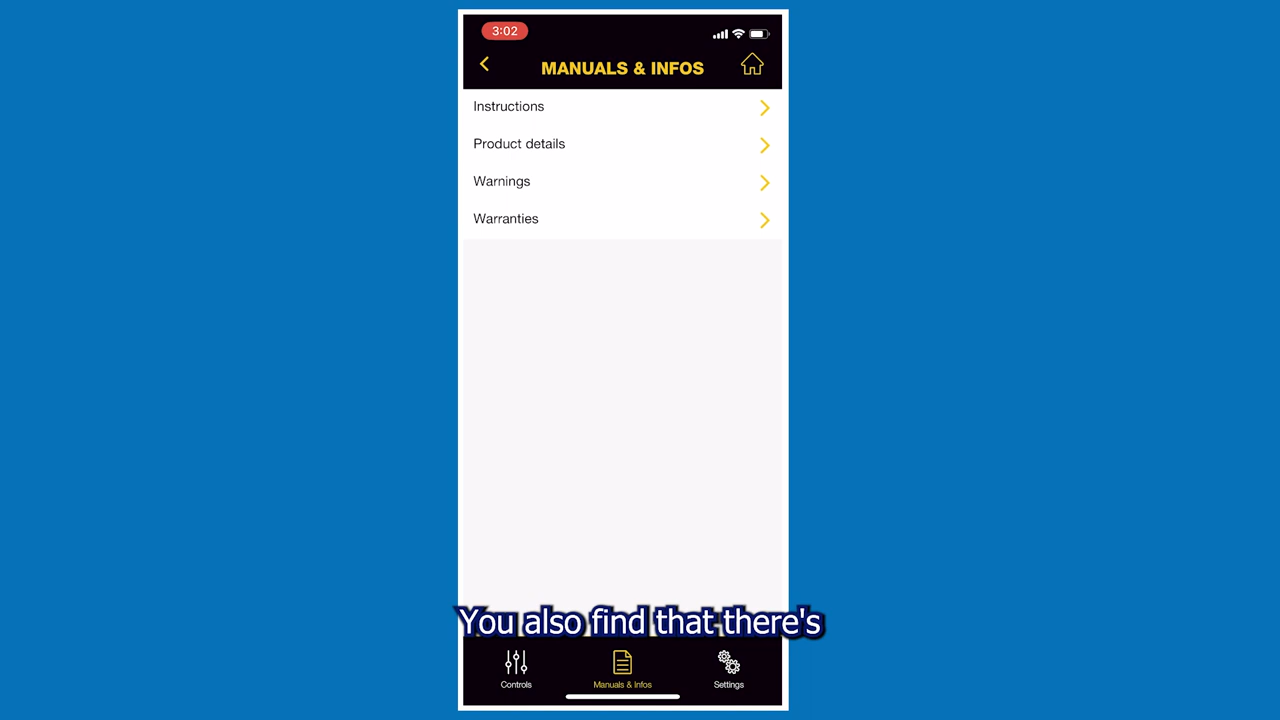 3:02
MANUALS & INFOS
Instructions
Product details
Warnings
Warranties
You also find that there's
Controls
Manuals & Infos
Settings